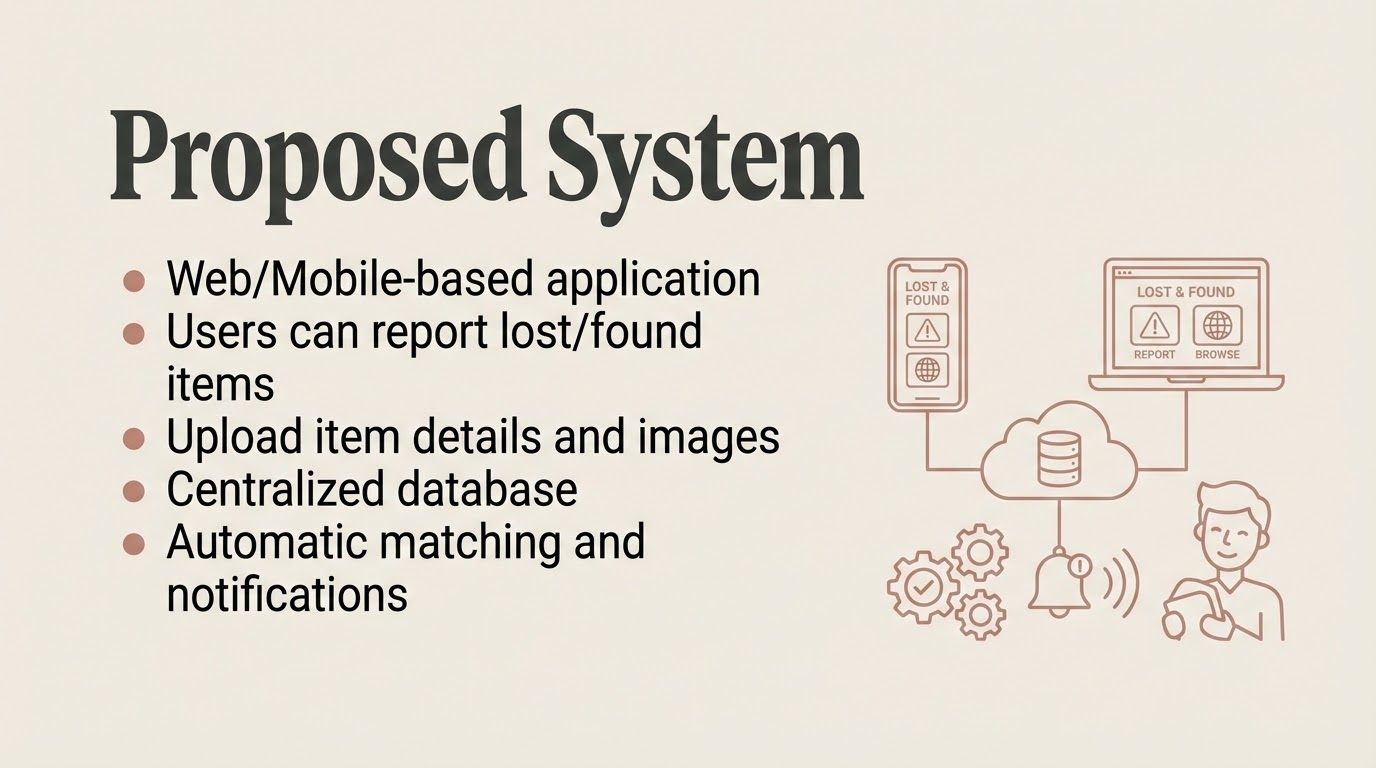 Proposed System
Web/Mobile-based application
Users can report lost/found
items
Upload item details and images
Centralized database
Automatic matching and
notifications
LOST &
FOUND
LOST & FOUND
REPORT BROWSE